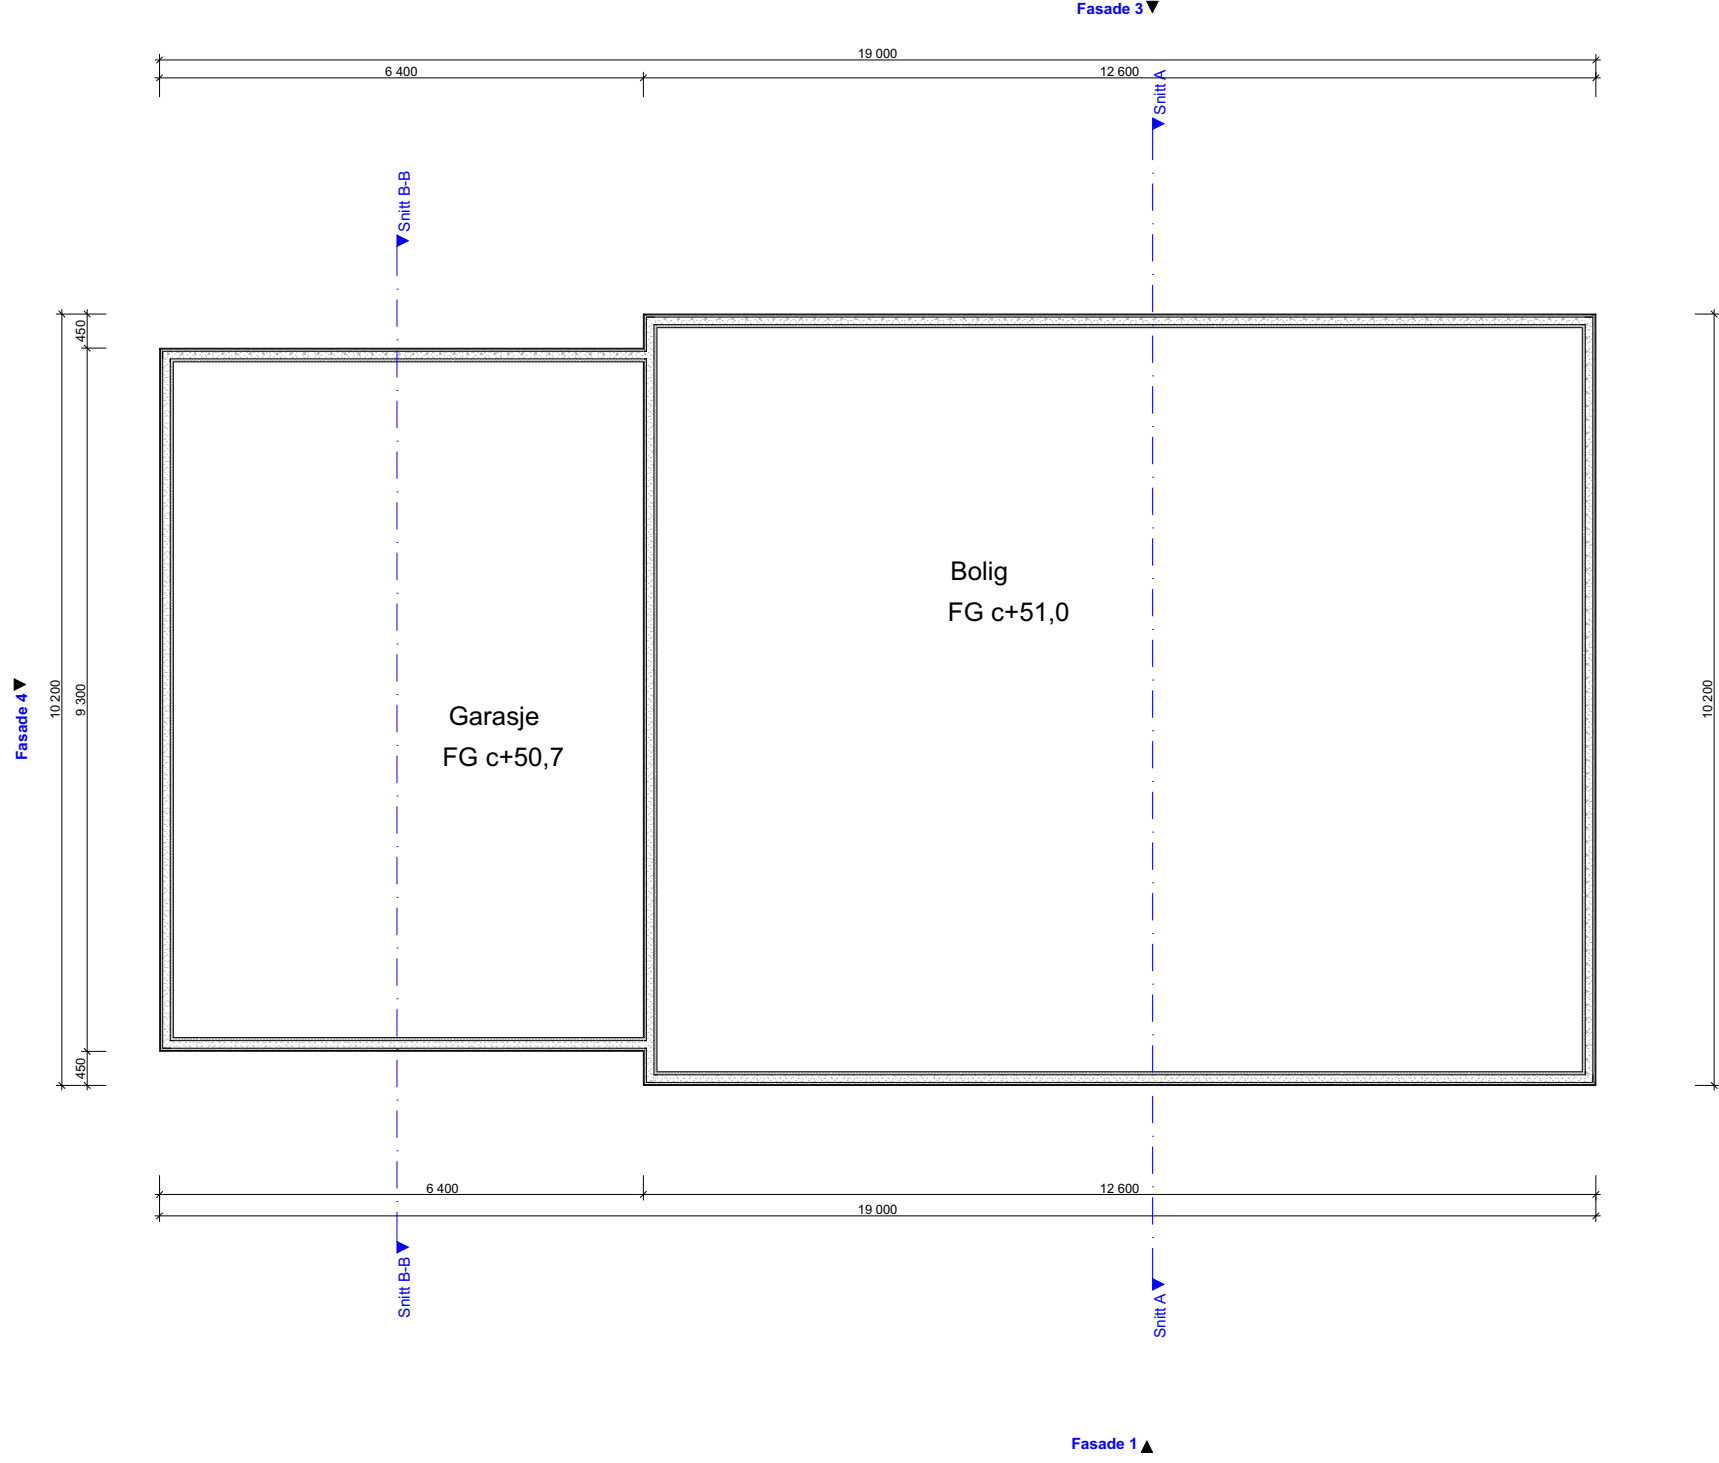 Fasade 3
19 000
6 400
12 600
Snitt A
Snitt B-B
450
Bolig
FG c+51,0
Fasade 4
10 200
9 300
10 200
Garasje
FG c+50,7
450
6 400
12 600
19 000
Snitt B-B
Snitt A
Fasade 1